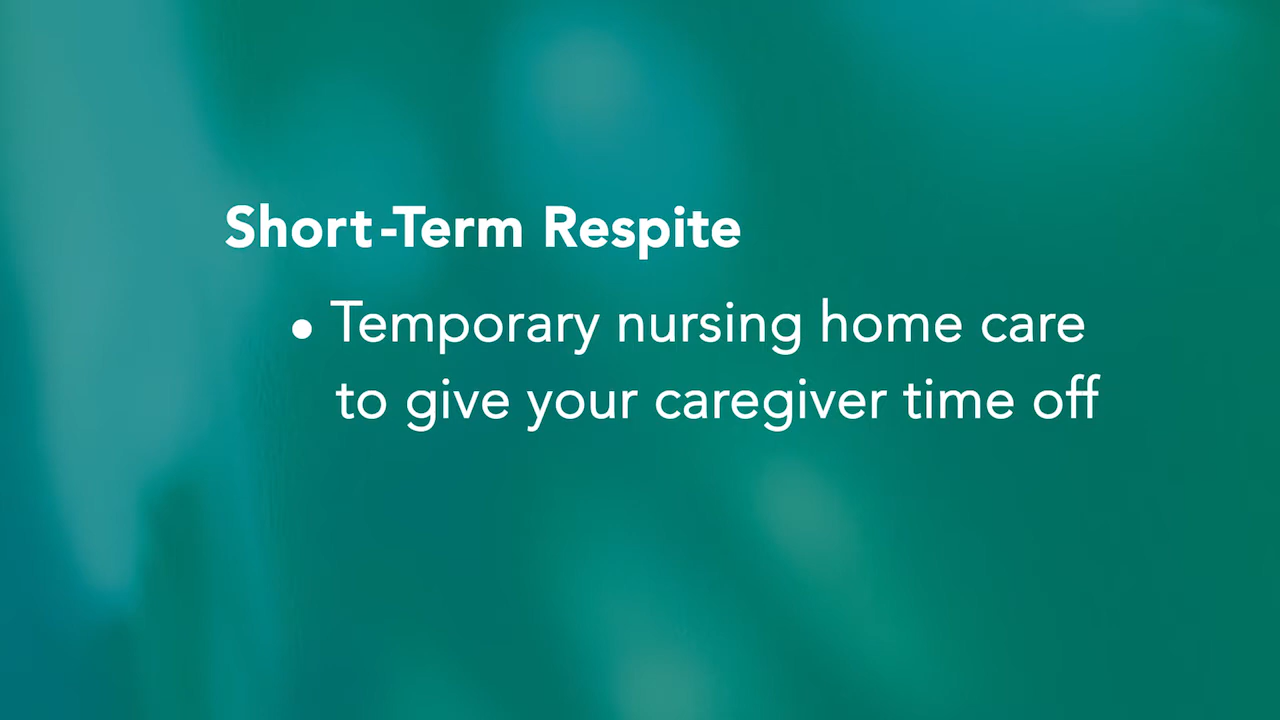 Short-Term Respite
• Temporary nursing home care
to give your caregiver time off